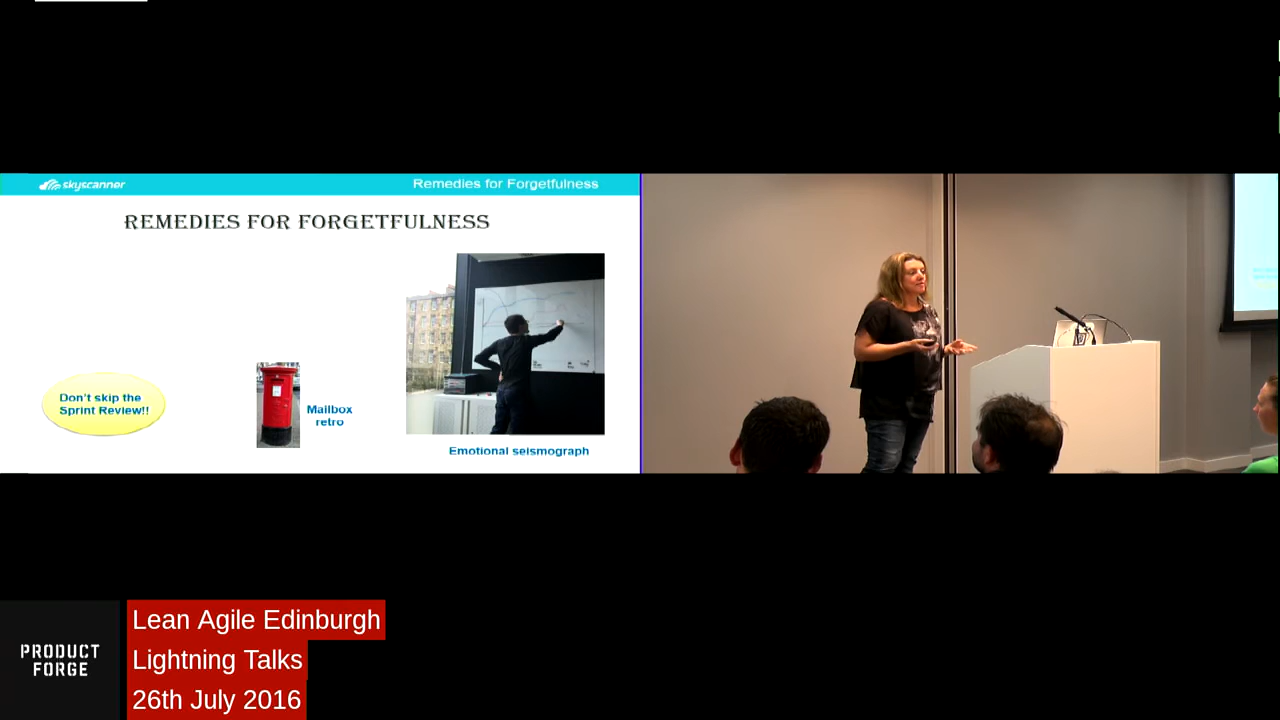 skyscanner
Remedies for Forgetfulness
REMEDIES FOR FORGETFULNESS
Don't skip the
Sprint Review!!
Mailbox
retro
Emotional seismograph
PRODUCT
FORGE
Lean Agile Edinburgh
Lightning Talks
26th July 2016